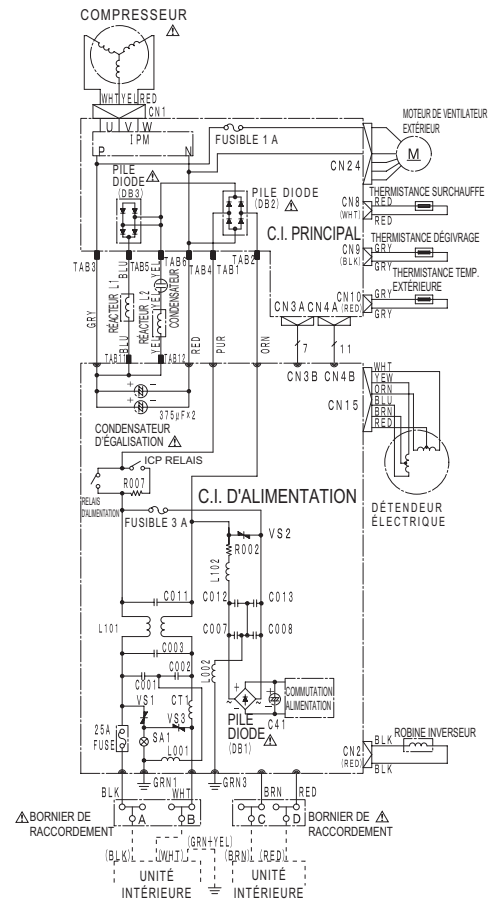 COMPRESSEUR
WHT YEL RED
CN1
U V W
IPM
P N
FUSIBLE 1 A
MOTEUR DE VENTILATEUR
EXTÉRIEUR
M
CN24
PILE
DIODE
(DB3)
PILE DIODE
(DB2)
C.I. PRINCIPAL
CN8
(WHT)
RED
THERMISTANCE SURCHAUFFE
RED
CN9
(BLK)
GRY
THERMISTANCE DÉGIVRAGE
GRY
THERMISTANCE TEMP.
EXTÉRIEURE
CN10
(RED)
GRY
GRY
TAB3
TAB5
TAB6
TAB4
TAB1
TAB2
GRY
BLU
RÉACTEUR L1
BLU
YEL
YEL
RÉACTEUR L2
CONDENSATEUR
YEL
RED
PUR
ORN
CN3A
CN4A
7
11
TAB11
TAB12
CN3B
CN4B
375µF×2
CONDENSATEUR
D'ÉGALISATION
ICP RELAIS
RELAIS
D'ALIMENTATION
R007
C.I. D'ALIMENTATION
FUSIBLE 3 A
WHT
YEW
ORN
BLU
BRN
RED
CN15
DÉTENDEUR
ÉLECTRIQUE
VS2
R002
L102
C012
C013
C011
L101
C007
C008
C003
C002
C001
L002
VS1
CT1
VS3
25A
FUSE
SA1
L001
PILE
DIODE
(DB1)
C41
COMMUTATION
ALIMENTATION
CN2
(RED)
BLK
ROBINE INVERSEUR
BLK
GRN1
GRN3
BLK
WHT
BRN
RED
BORNIER DE
RACCORDEMENT
A
B
C
D
BORNIER DE
RACCORDEMENT
(BLK)
(WHT)
(GRN+YEL)
(BRN)
(RED)
UNITÉ
INTÉRIEURE
UNITÉ
INTÉRIEURE